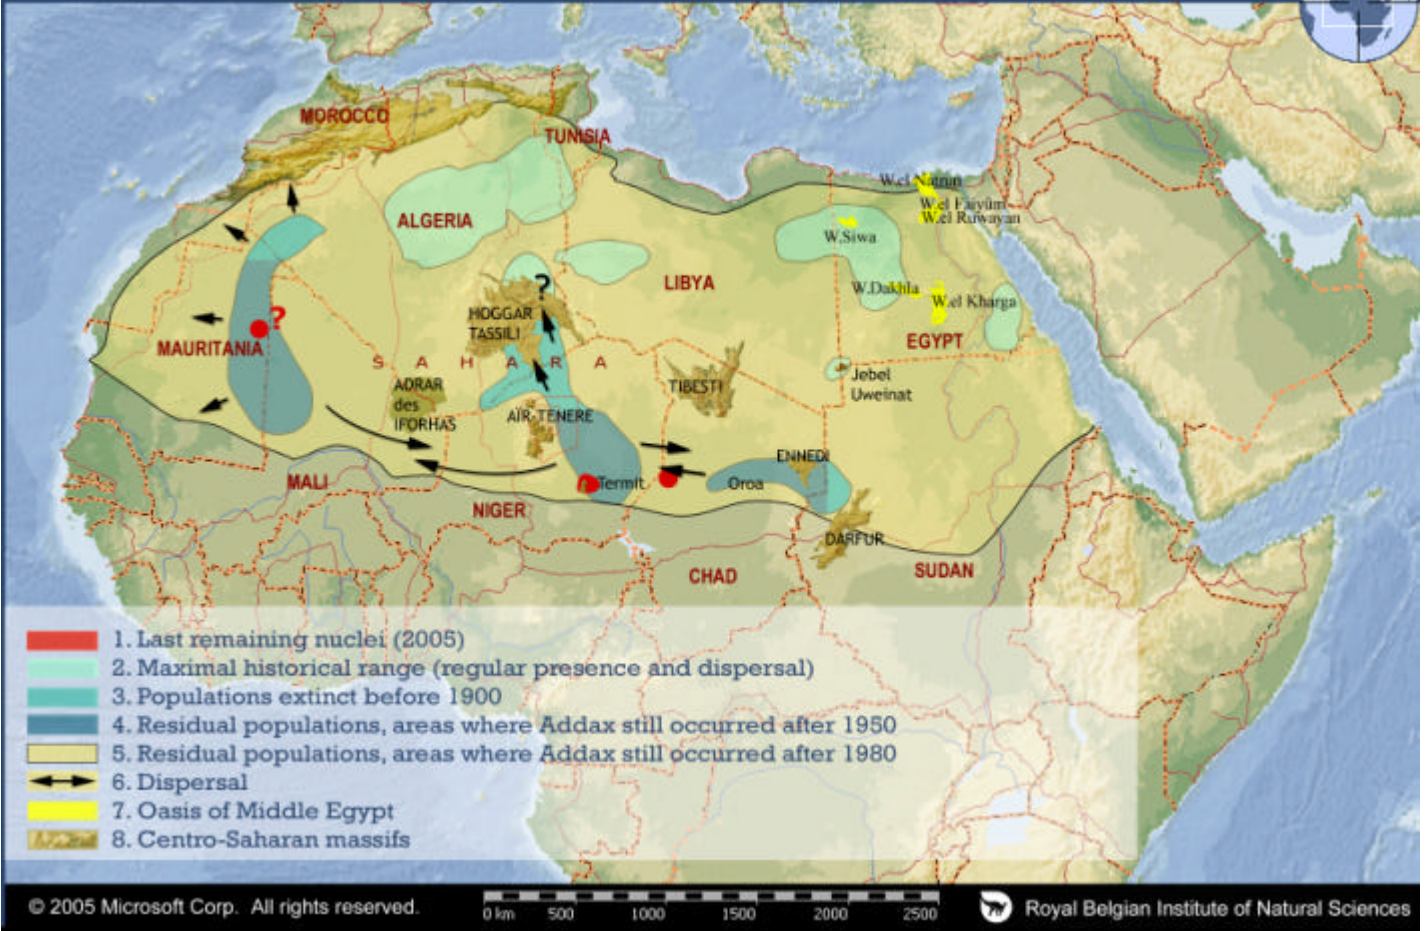 MOROCCO
TUNISIA
W.el Natrun
W.el Faiyûm
W.el Ruwayan
ALGERIA
W.Siwa
LIBYA
W.Dakhla
W.el Kharga
?
?
HOGGAR
TASSILI
MAURITANIA
EGYPT
S A H A R A
ADRAR
des
IFORHAS
TIBESTI
Jebel
Uweinat
AÏR-TENERE
ENNEDI
MALI
Termit
Oroa
NIGER
DARFUR
CHAD
SUDAN
1. Last remaining nuclei (2005)
2. Maximal historical range (regular presence and dispersal)
3. Populations extinct before 1900
4. Residual populations, areas where Addax still occurred after 1950
5. Residual populations, areas where Addax still occurred after 1980
6. Dispersal
7. Oasis of Middle Egypt
8. Centro-Saharan massifs
© 2005 Microsoft Corp. All rights reserved.
0 km 500 1000 1500 2000 2500
Royal Belgian Institute of Natural Sciences